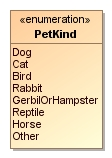 «enumeration»
PetKind
Dog
Cat
Bird
Rabbit
GerbilOrHampster
Reptile
Horse
Other